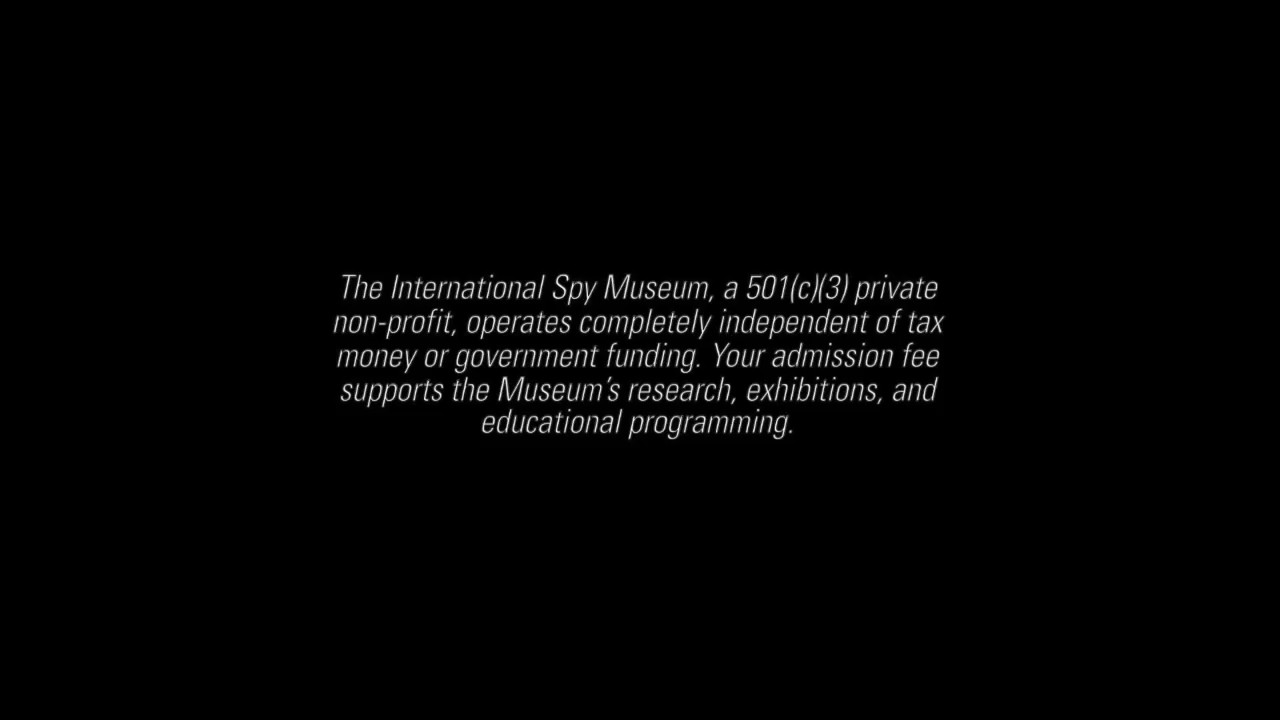 The International Spy Museum, a 501(c)(3) private
non-profit, operates completely independent of tax
money or government funding. Your admission fee
supports the Museum's research, exhibitions, and
educational programming.